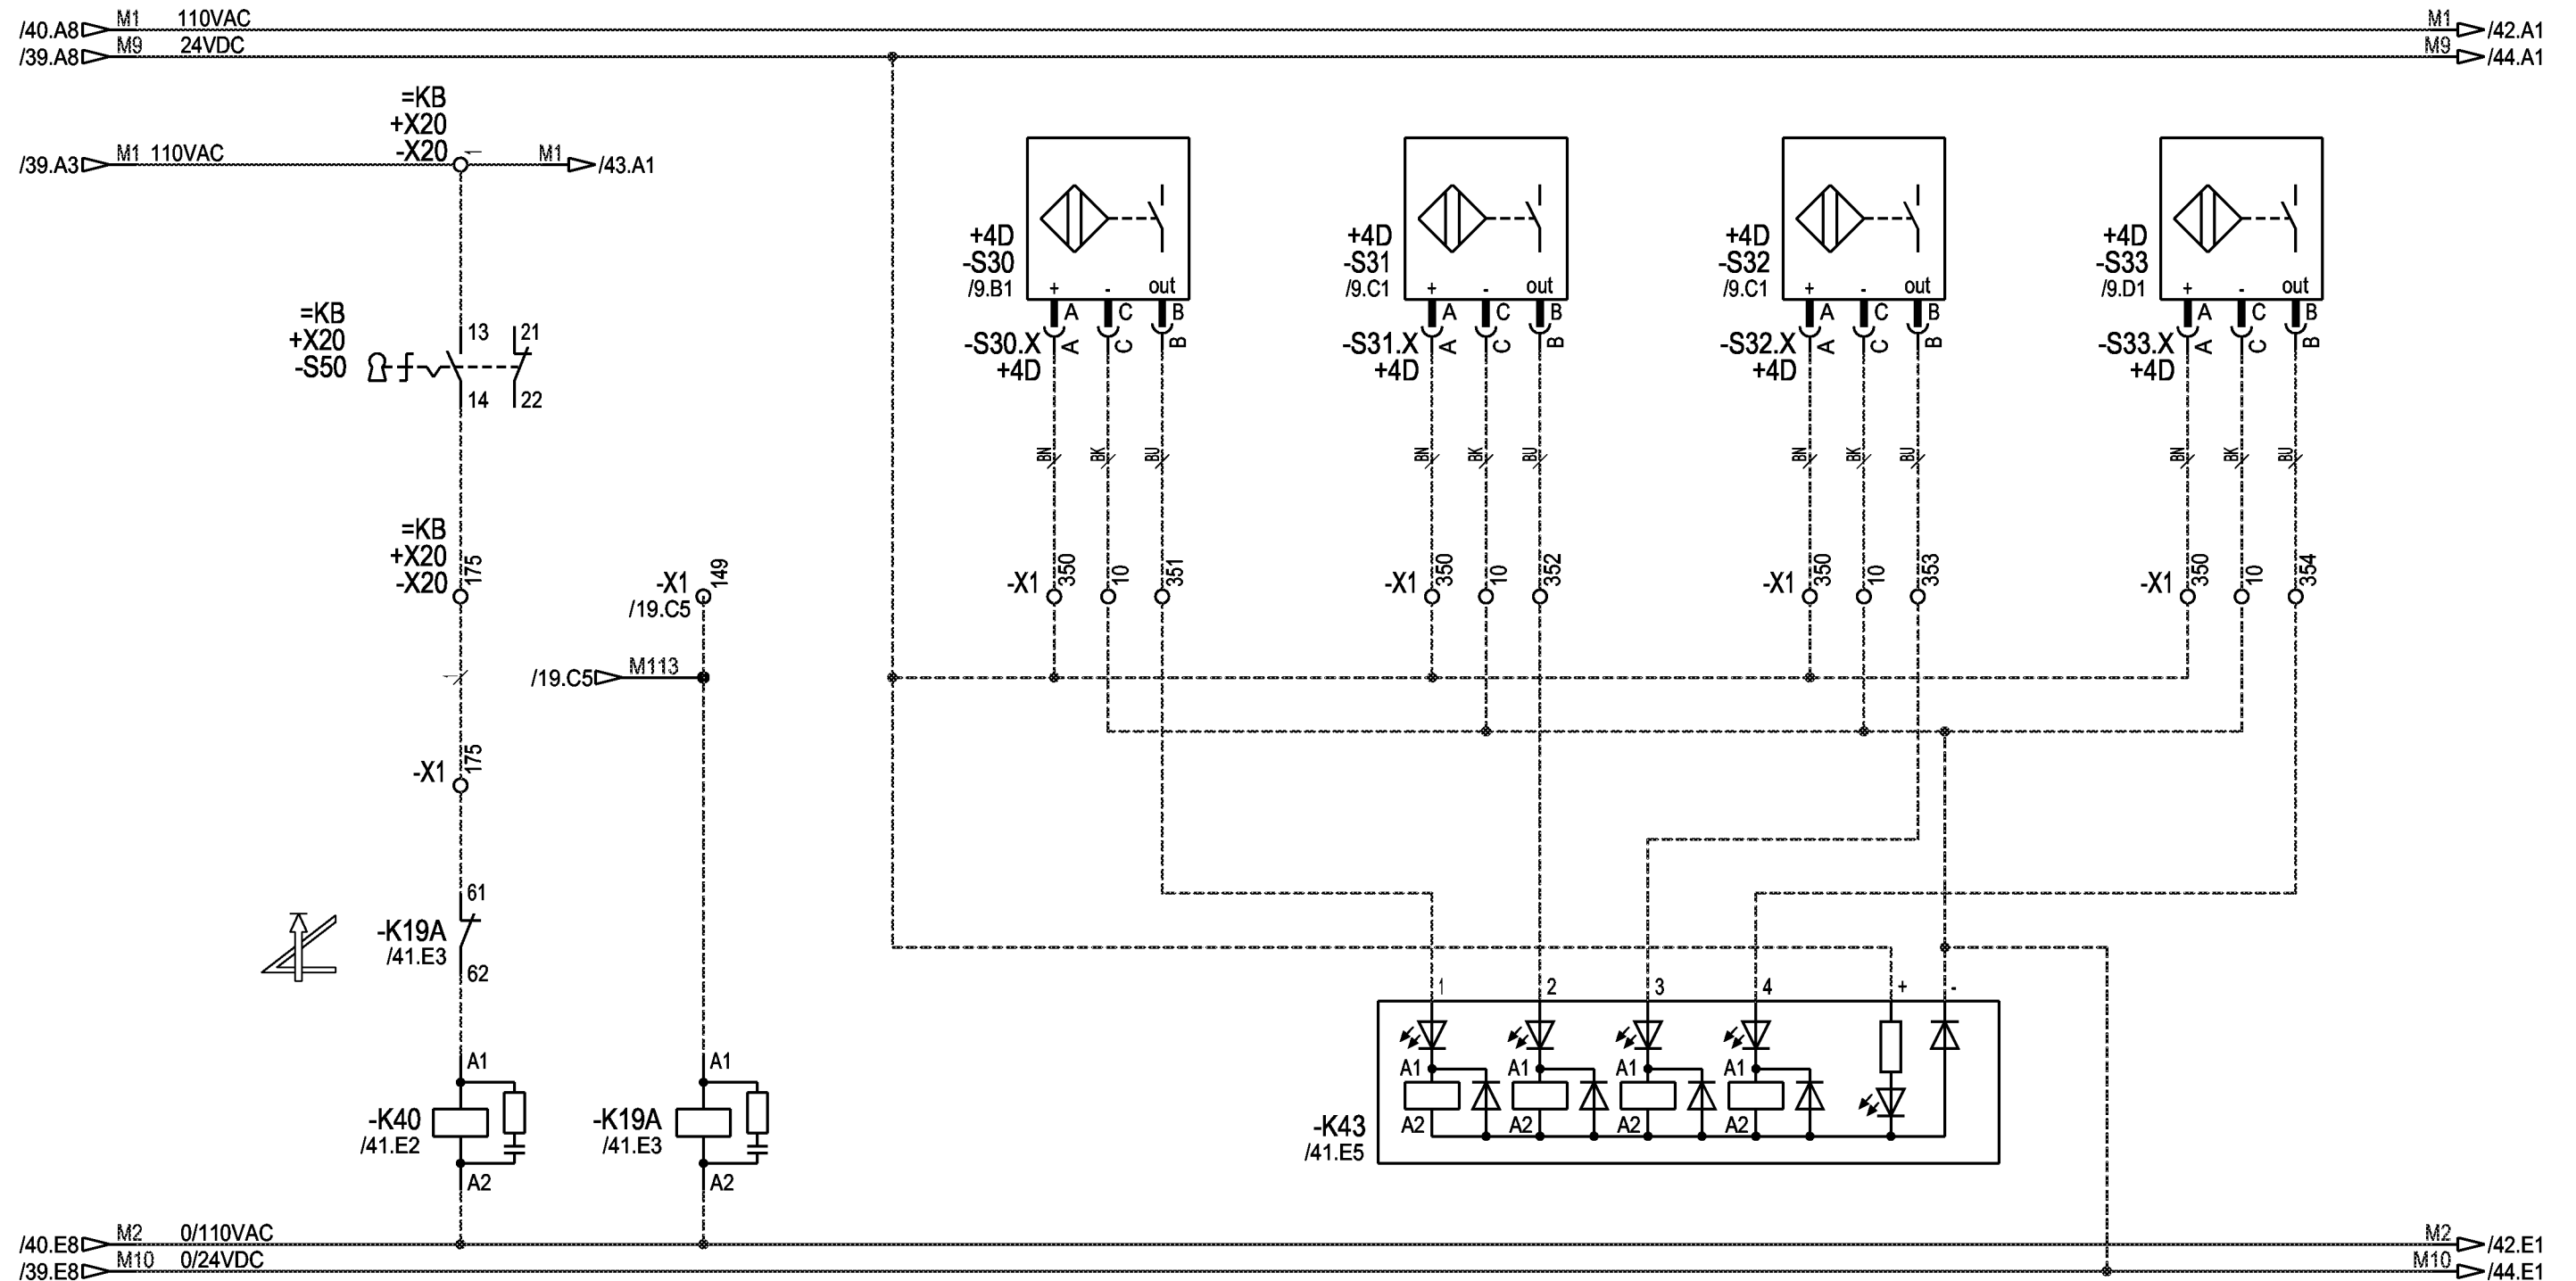 /40.A8 M1 110VAC M1 /42.A1
/39.A8 M9 24VDC M9 /44.A1
=KB
+X20
-X20
/39.A3 M1 110VAC M1 /43.A1
+4D
-S30
/9.B1
+ - out
A C B
-S30.X
+4D
A C B
+4D
-S31
/9.C1
+ - out
A C B
-S31.X
+4D
A C B
+4D
-S32
/9.C1
+ - out
A C B
-S32.X
+4D
A C B
+4D
-S33
/9.D1
+ - out
A C B
-S33.X
+4D
A C B
=KB
+X20
-S50
13 21
14 22
BN BK BU
BN BK BU
BN BK BU
BN BK BU
=KB
+X20
-X20 175
-X1 149
/19.C5
-X1 350 10 351
-X1 350 10 352
-X1 350 10 353
-X1 350 10 354
/19.C5 M113
-X1 175
61
-K19A
/41.E3
62
1 2 3 4 + -
A1
-K40
/41.E2
A2
A1
-K19A
/41.E3
A2
A1 A1 A1 A1
A2 A2 A2 A2
-K43
/41.E5
/40.E8 M2 0/110VAC M2 /42.E1
/39.E8 M10 0/24VDC M10 /44.E1